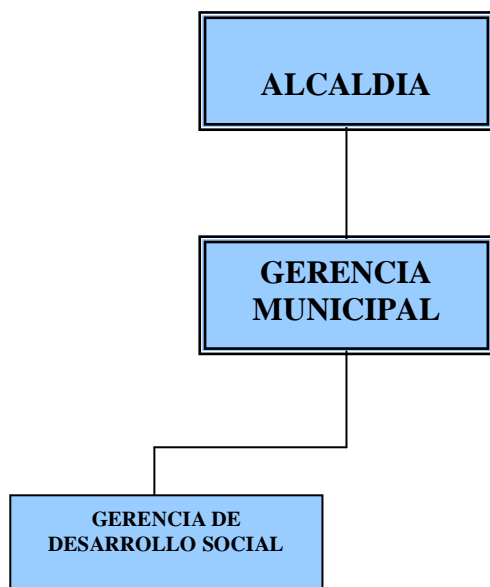 ALCALDIA
GERENCIA
MUNICIPAL
GERENCIA DE
DESARROLLO SOCIAL